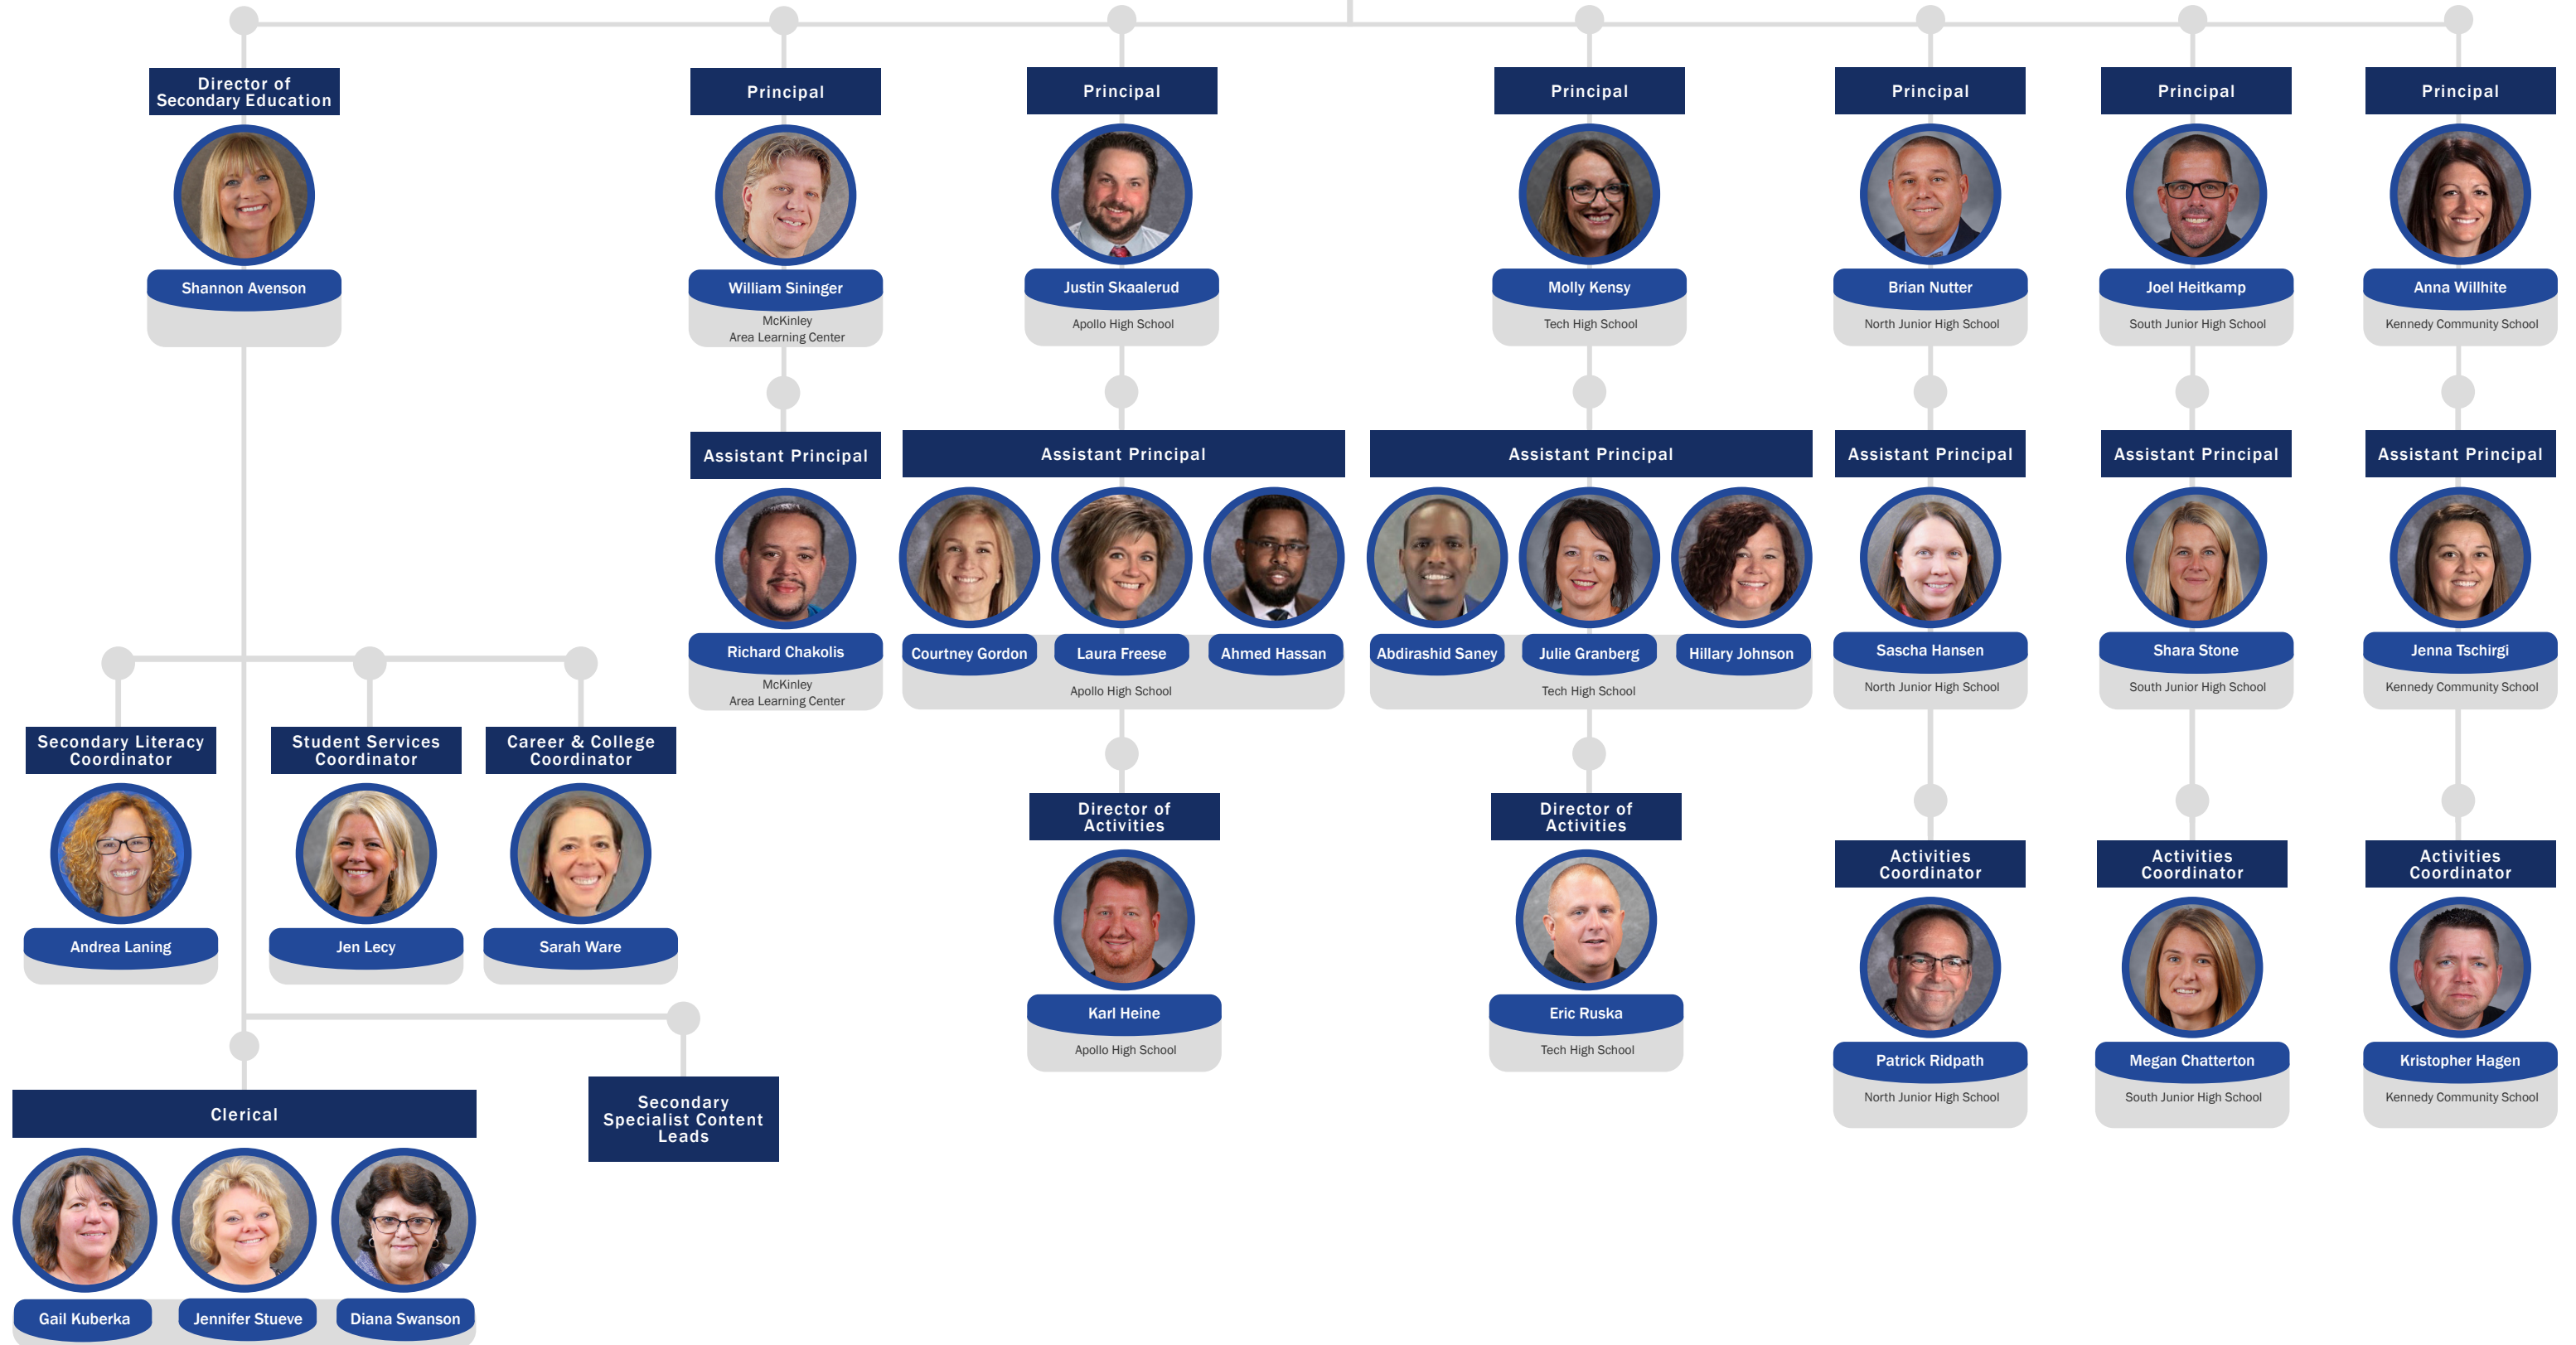 Director of
Secondary Education
Principal
Principal
Principal
Principal
Principal
Principal
Shannon Avenson
William Sininger
McKinley
Area Learning Center
Justin Skaalerud
Apollo High School
Molly Kensy
Tech High School
Brian Nutter
North Junior High School
Joel Heitkamp
South Junior High School
Anna Willhite
Kennedy Community School
Assistant Principal
Assistant Principal
Assistant Principal
Assistant Principal
Assistant Principal
Assistant Principal
Richard Chakolis
McKinley
Area Learning Center
Courtney Gordon
Laura Freese
Ahmed Hassan
Apollo High School
Abdirashid Saney
Julie Granberg
Hillary Johnson
Tech High School
Sascha Hansen
North Junior High School
Shara Stone
South Junior High School
Jenna Tschirgi
Kennedy Community School
Secondary Literacy
Coordinator
Student Services
Coordinator
Career & College
Coordinator
Andrea Laning
Jen Lecy
Sarah Ware
Director of
Activities
Director of
Activities
Activities
Coordinator
Activities
Coordinator
Activities
Coordinator
Karl Heine
Apollo High School
Eric Ruska
Tech High School
Patrick Ridpath
North Junior High School
Megan Chatterton
South Junior High School
Kristopher Hagen
Kennedy Community School
Clerical
Secondary
Specialist Content
Leads
Gail Kuberka
Jennifer Stueve
Diana Swanson